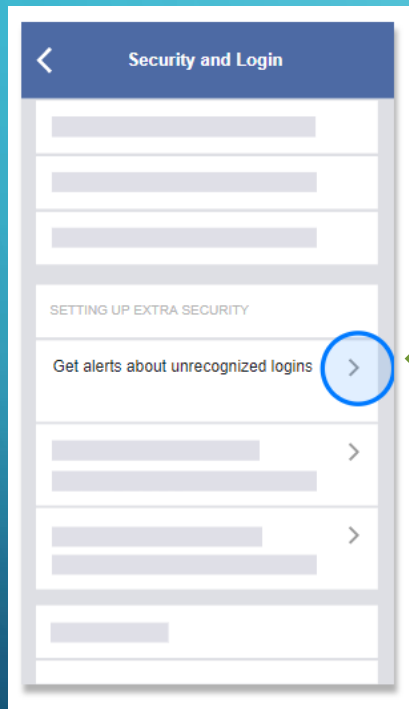 Security and Login
SETTING UP EXTRA SECURITY
Get alerts about unrecognized logins